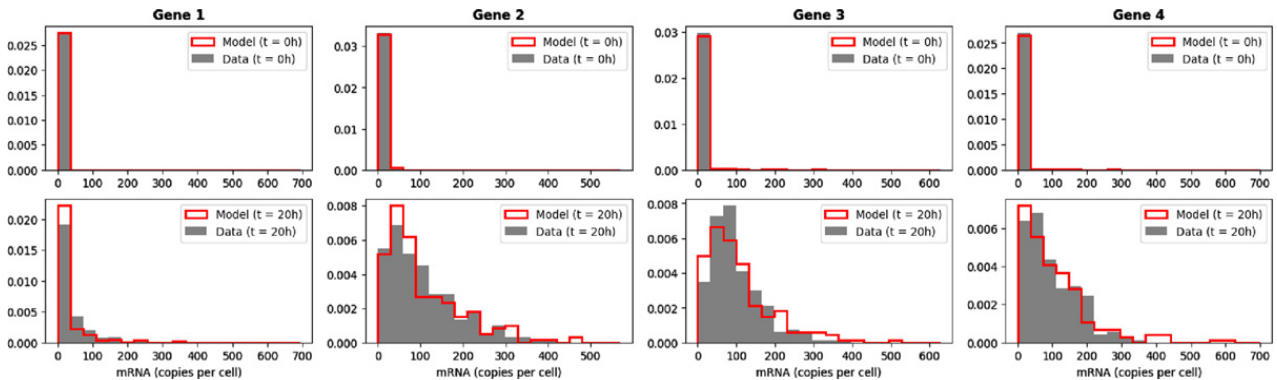 Gene 1 Gene 2 Gene 3 Gene 4
Model (t = 0h) Model (t = 0h) Model (t = 0h) Model (t = 0h)
Data (t = 0h) Data (t = 0h) Data (t = 0h) Data (t = 0h)
0.025
0.020
0.015
0.010
0.005
0.000
0 100 200 300 400 500 600 700
0.03
0.02
0.01
0.00
0 100 200 300 400 500
0.03
0.02
0.01
0.00
0 100 200 300 400 500 600
0.025
0.020
0.015
0.010
0.005
0.000
0 100 200 300 400 500 600 700
Model (t = 20h) Model (t = 20h) Model (t = 20h) Model (t = 20h)
Data (t = 20h) Data (t = 20h) Data (t = 20h) Data (t = 20h)
0.020
0.015
0.010
0.005
0.000
0 100 200 300 400 500 600 700
0.008
0.006
0.004
0.002
0.000
0 100 200 300 400 500
0.008
0.006
0.004
0.002
0.000
0 100 200 300 400 500 600
0.006
0.004
0.002
0.000
0 100 200 300 400 500 600 700
mRNA (copies per cell) mRNA (copies per cell) mRNA (copies per cell) mRNA (copies per cell)